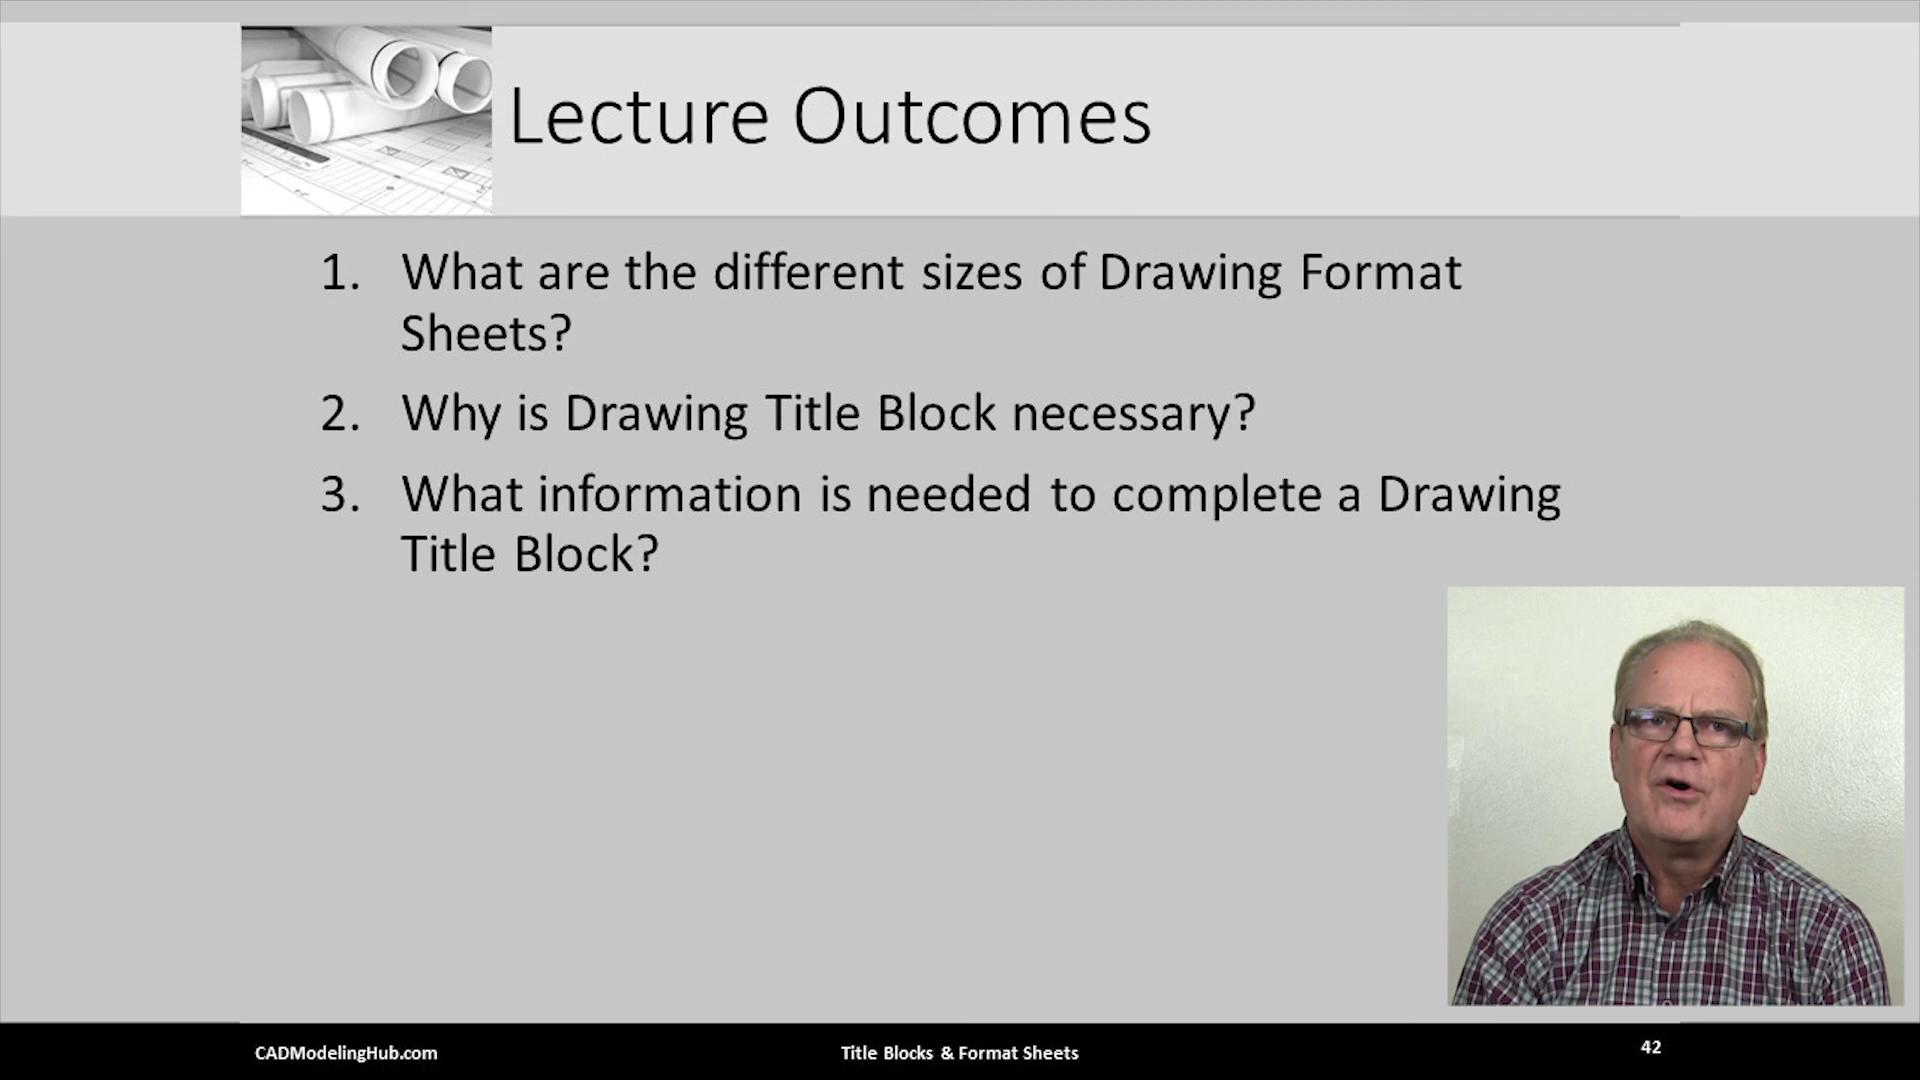 Lecture Outcomes
1. What are the different sizes of Drawing Format
Sheets?
2. Why is Drawing Title Block necessary?
3. What information is needed to complete a Drawing
Title Block?
CADModelingHub.com
Title Blocks & Format Sheets
42